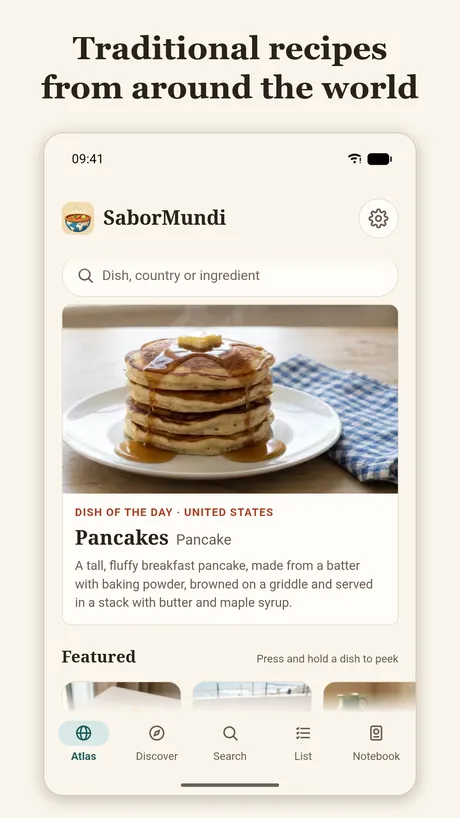 Traditional recipes
from around the world
09:41
SaborMundi
Dish, country or ingredient
DISH OF THE DAY · UNITED STATES
Pancakes Pancake
A tall, fluffy breakfast pancake, made from a batter
with baking powder, browned on a griddle and served
in a stack with butter and maple syrup.
Featured Press and hold a dish to peek
Atlas Discover Search List Notebook